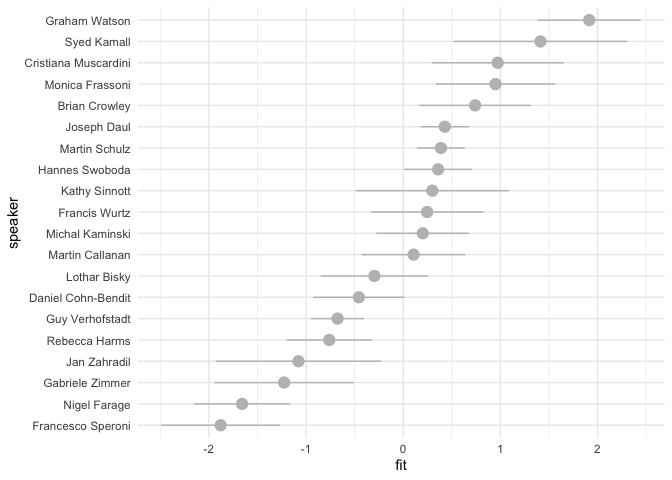 Graham Watson
Syed Kamall
Cristiana Muscardini
Monica Frassoni
Brian Crowley
Joseph Daul
Martin Schulz
Hannes Swoboda
Kathy Sinnott
Francis Wurtz
Michal Kaminski
Martin Callanan
Lothar Bisky
Daniel Cohn-Bendit
Guy Verhofstadt
Rebecca Harms
Jan Zahradil
Gabriele Zimmer
Nigel Farage
Francesco Speroni
speaker
-2 -1 0 1 2
fit